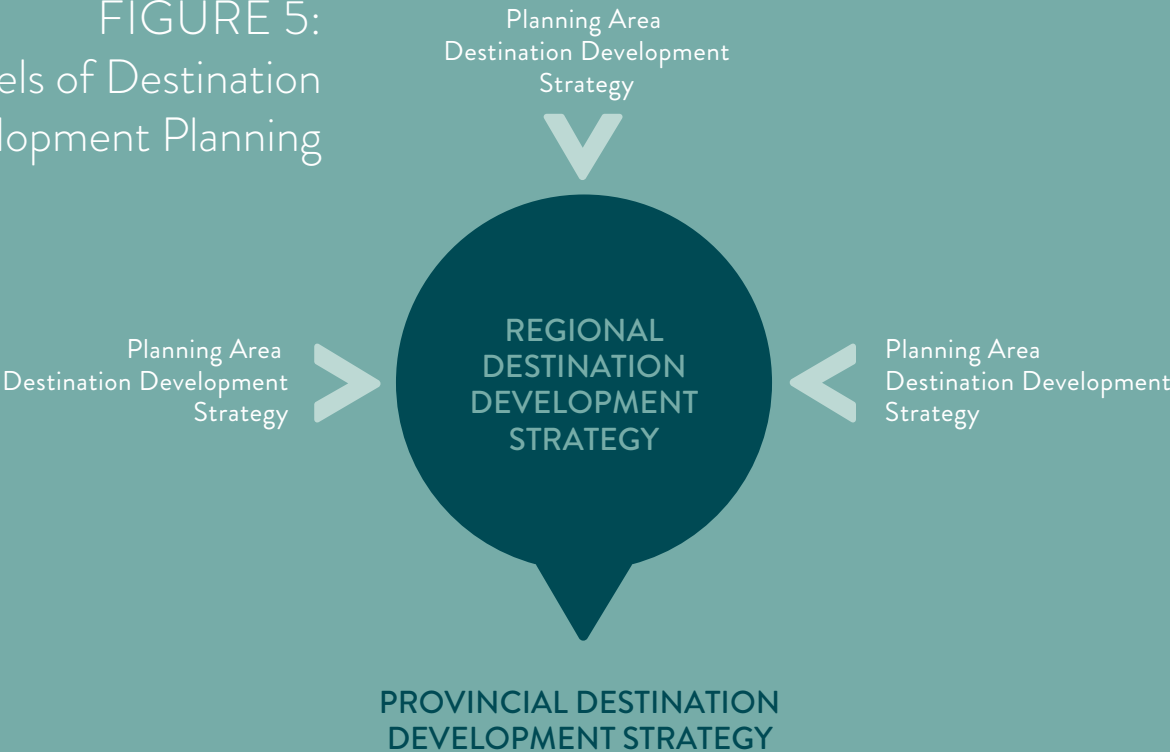 FIGURE 5:
els of Destination
lopment Planning
Planning Area
Destination Development
Strategy
REGIONAL
DESTINATION
DEVELOPMENT
STRATEGY
Planning Area
Destination Development
Strategy
Planning Area
Destination Development
Strategy
PROVINCIAL DESTINATION
DEVELOPMENT STRATEGY